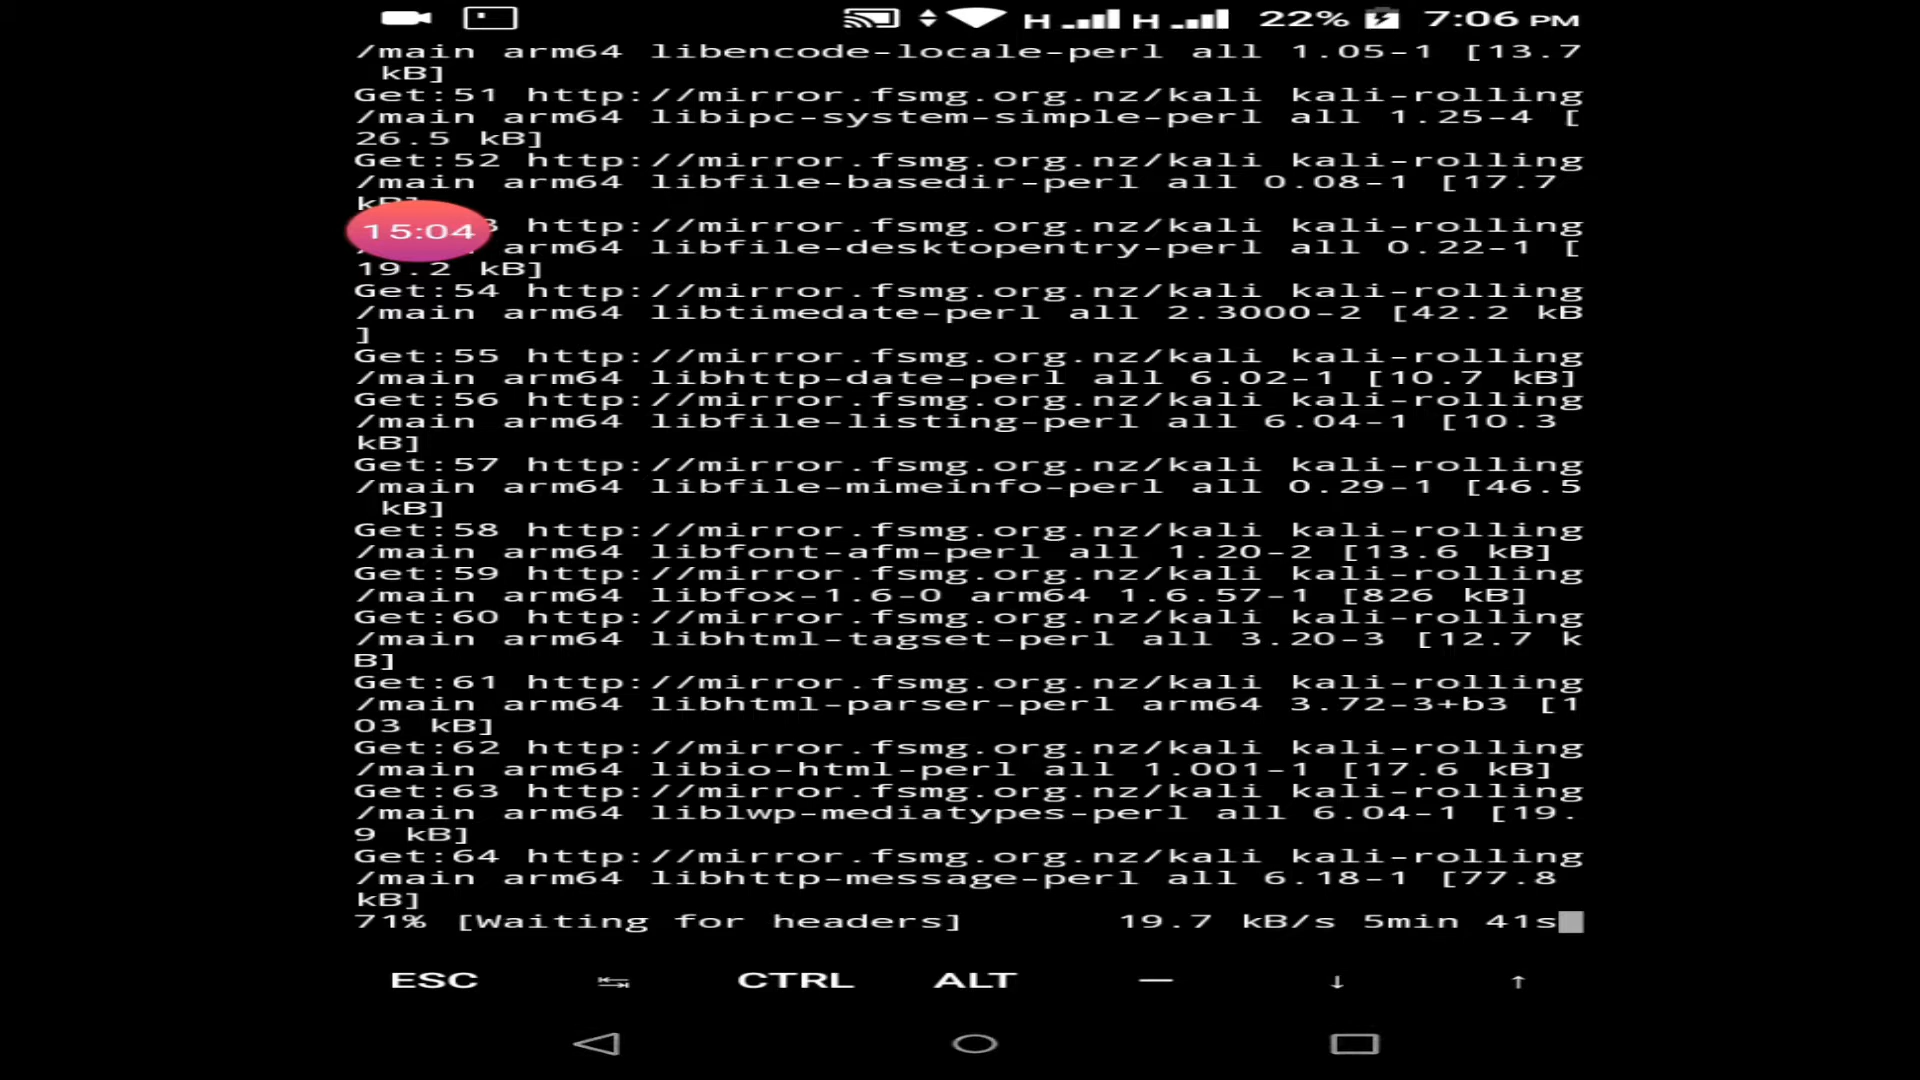 H H 22% 7:06 PM
/main arm64 libencode-locale-perl all 1.05-1 [13.7
kB]
Get:51 http://mirror.fsmg.org.nz/kali kali-rolling
/main arm64 libipc-system-simple-perl all 1.25-4 [
26.5 kB]
Get:52 http://mirror.fsmg.org.nz/kali kali-rolling
/main arm64 libfile-basedir-perl all 0.08-1 [17.7
kB]
15:04
3 http://mirror.fsmg.org.nz/kali kali-rolling
arm64 libfile-desktopentry-perl all 0.22-1 [
19.2 kB]
Get:54 http://mirror.fsmg.org.nz/kali kali-rolling
/main arm64 libtimedate-perl all 2.3000-2 [42.2 kB
]
Get:55 http://mirror.fsmg.org.nz/kali kali-rolling
/main arm64 libhttp-date-perl all 6.02-1 [10.7 kB]
Get:56 http://mirror.fsmg.org.nz/kali kali-rolling
/main arm64 libfile-listing-perl all 6.04-1 [10.3
kB]
Get:57 http://mirror.fsmg.org.nz/kali kali-rolling
/main arm64 libfile-mimeinfo-perl all 0.29-1 [46.5
kB]
Get:58 http://mirror.fsmg.org.nz/kali kali-rolling
/main arm64 libfont-afm-perl all 1.20-2 [13.6 kB]
Get:59 http://mirror.fsmg.org.nz/kali kali-rolling
/main arm64 libfox-1.6-0 arm64 1.6.57-1 [826 kB]
Get:60 http://mirror.fsmg.org.nz/kali kali-rolling
/main arm64 libhtml-tagset-perl all 3.20-3 [12.7 k
B]
Get:61 http://mirror.fsmg.org.nz/kali kali-rolling
/main arm64 libhtml-parser-perl arm64 3.72-3+b3 [1
03 kB]
Get:62 http://mirror.fsmg.org.nz/kali kali-rolling
/main arm64 libio-html-perl all 1.001-1 [17.6 kB]
Get:63 http://mirror.fsmg.org.nz/kali kali-rolling
/main arm64 liblwp-mediatypes-perl all 6.04-1 [19.
9 kB]
Get:64 http://mirror.fsmg.org.nz/kali kali-rolling
/main arm64 libhttp-message-perl all 6.18-1 [77.8
kB]
71% [Waiting for headers] 19.7 kB/s 5min 41s
ESC ↹ CTRL ALT — ↓ ↑